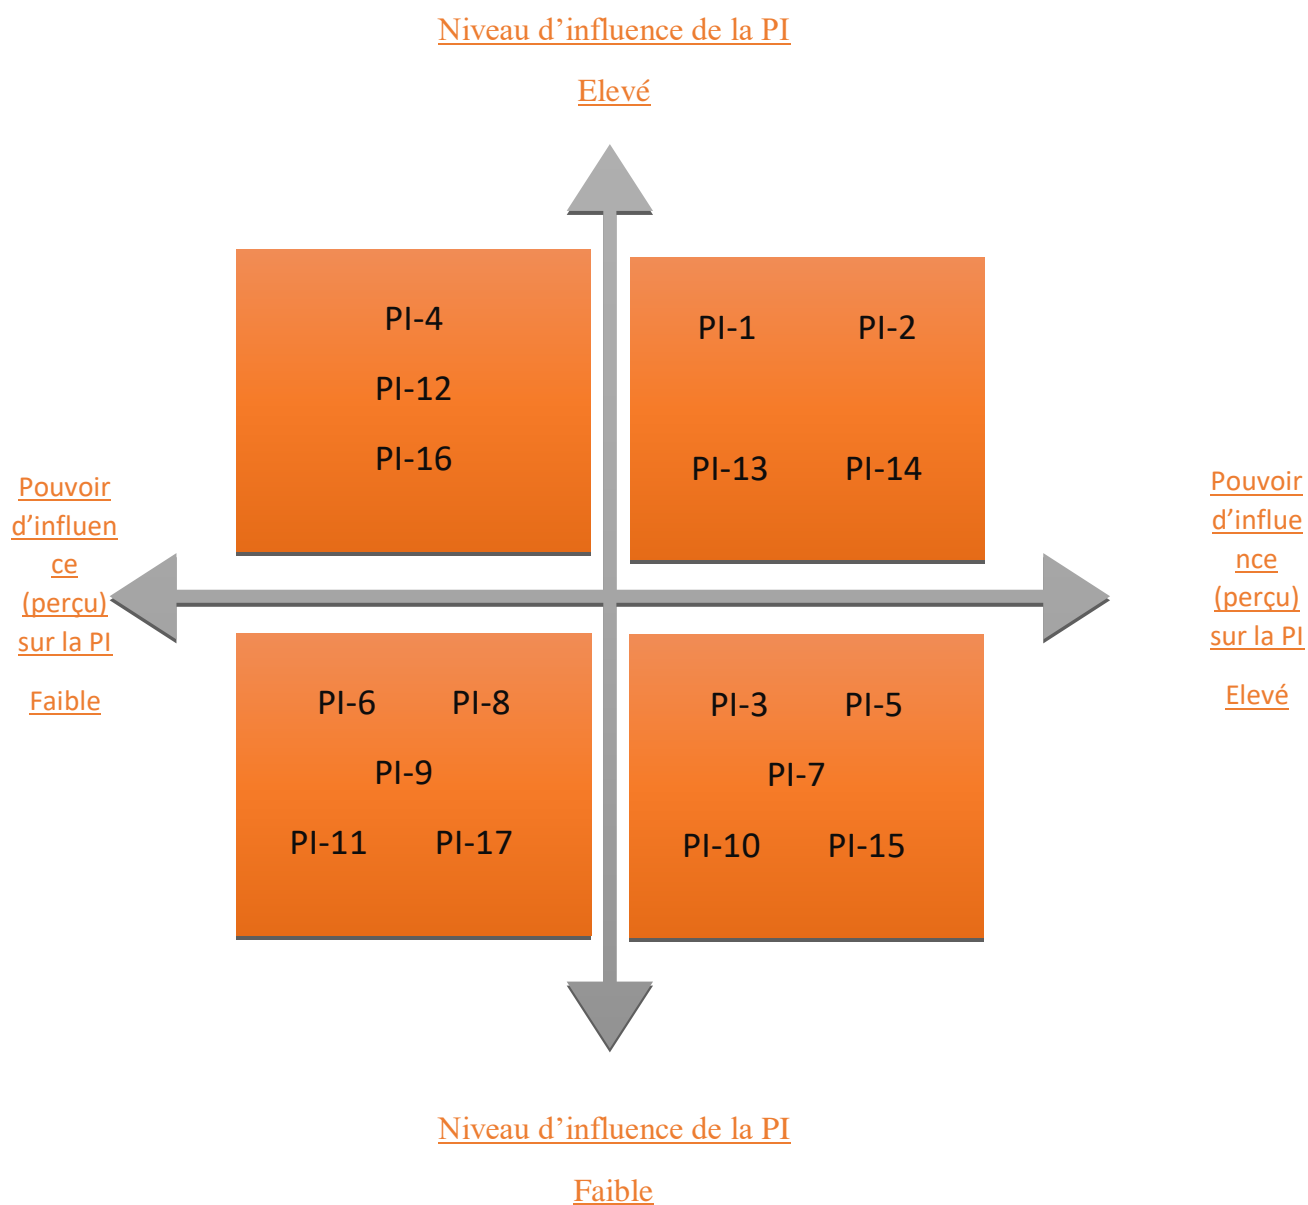 Niveau d’influence de la PI
Elevé
PI-4
PI-12
PI-16
PI-1 PI-2
PI-13 PI-14
Pouvoir
d’influen
ce
(perçu)
sur la PI
Faible
Pouvoir
d’influe
nce
(perçu)
sur la PI
Elevé
PI-6 PI-8
PI-9
PI-11 PI-17
PI-3 PI-5
PI-7
PI-10 PI-15
Niveau d’influence de la PI
Faible